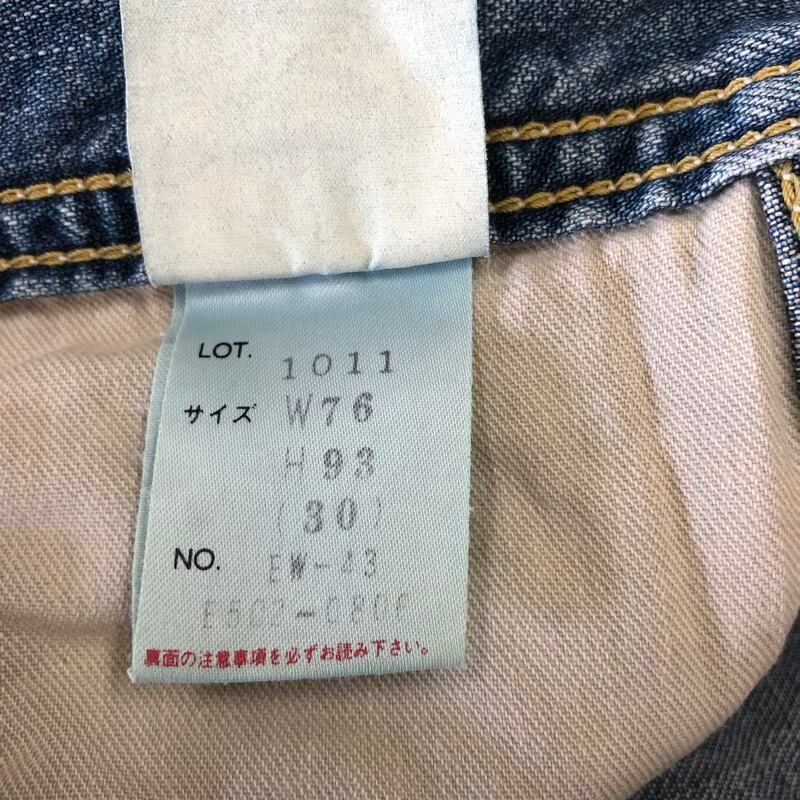 LOT. 1011
サイズ W76
H93
(30)
NO. EW-43
裏面の注意事項を必ずお読み下さい。